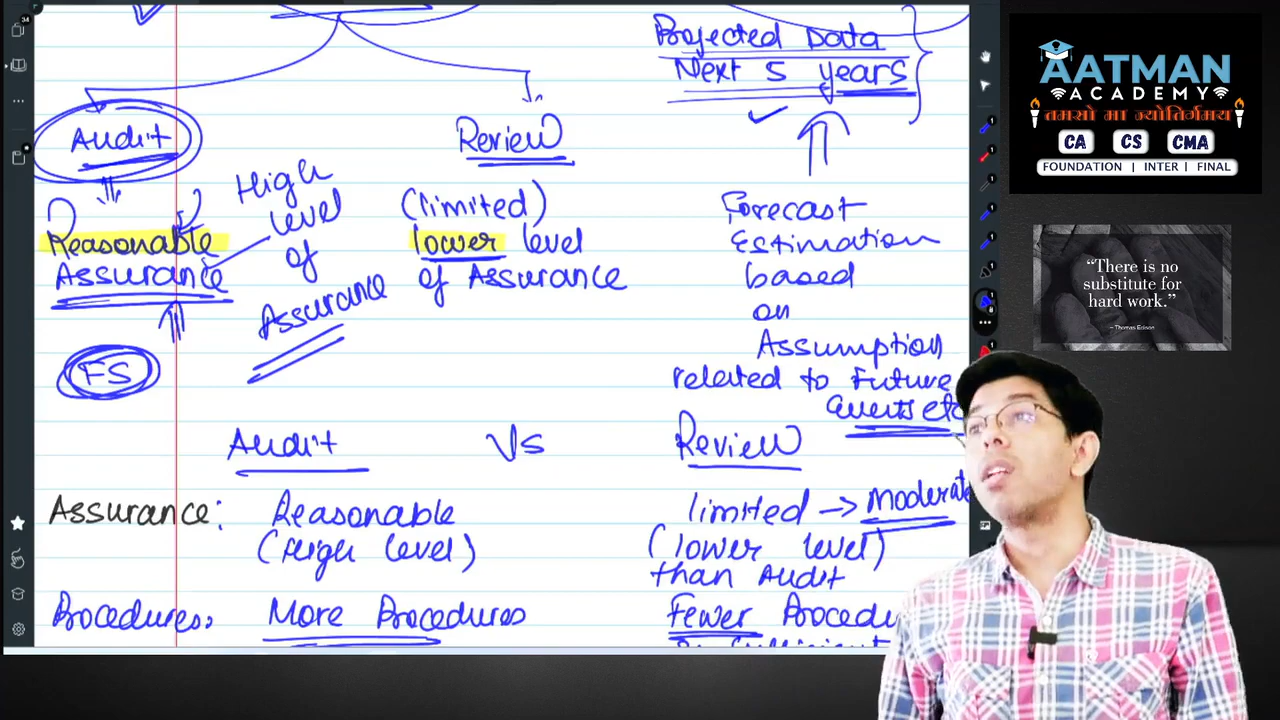 Projected Data
Next 5 years
Audit
Review
High
level
of
Assurance
Reasonable
Assurance
(limited)
lower level
of Assurance
Forecast
Estimation
based
on
Assumption
related to Future
events etc
FS
Audit Vs Review
Assurance: Reasonable limited → Moderate
(High level) (lower level)
than Audit
Procedures: More Procedures Fewer
AATMAN
ACADEMY
तमसो मा ज्योतिर्गमय
CA CS CMA
FOUNDATION | INTER | FINAL
"There is no
substitute for
hard work."
– Thomas Edison